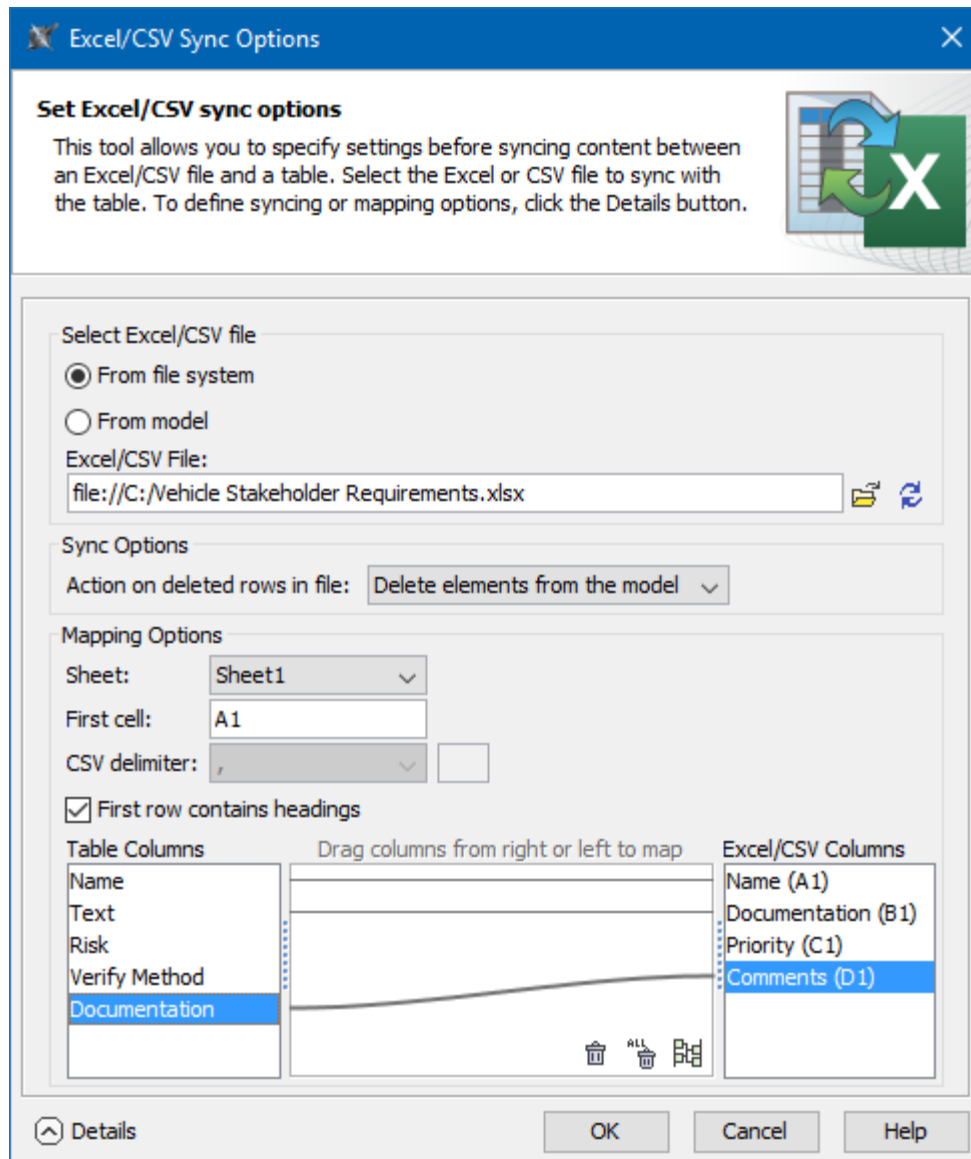 Excel/CSV Sync Options
Set Excel/CSV sync options
This tool allows you to specify settings before syncing content between
an Excel/CSV file and a table. Select the Excel or CSV file to sync with
the table. To define syncing or mapping options, click the Details button.
X
Select Excel/CSV file
From file system
From model
Excel/CSV File:
file://C:/Vehicle Stakeholder Requirements.xlsx
Sync Options
Action on deleted rows in file: Delete elements from the model
Mapping Options
Sheet: Sheet1
First cell: A1
CSV delimiter: ,
First row contains headings
Table Columns Drag columns from right or left to map Excel/CSV Columns
Name Name (A1)
Text Documentation (B1)
Risk Priority (C1)
Verify Method Comments (D1)
Documentation
ALL
Details OK Cancel Help